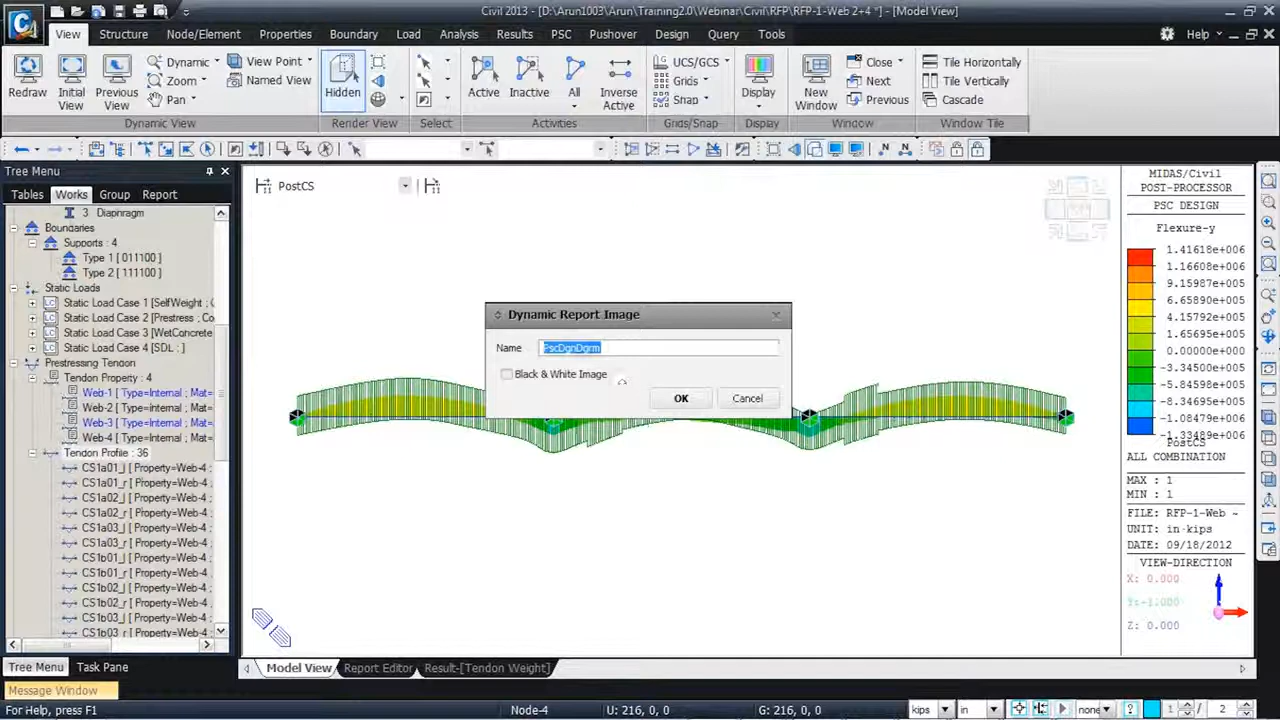 Civil 2013 - [D:\Arun1003\Arun\Training2.0\Webinar\Civil\RFP\RFP-1-Web 2+4 *] - [Model View]
View Structure Node/Element Properties Boundary Load Analysis Results PSC Pushover Design Query Tools Help
Redraw
Initial View
Previous View
Dynamic
Zoom
Pan
View Point
Named View
Hidden
Active
Inactive
All
Inverse Active
UCS/GCS
Grids
Snap
Display
New Window
Close
Next
Previous
Tile Horizontally
Tile Vertically
Cascade
Dynamic View Render View Select Activities Grids/Snap Display Window Window Tile
Tree Menu
Tables Works Group Report
3 Diaphragm
Boundaries
Supports : 4
Type 1 [ 011100 ]
Type 2 [ 111100 ]
Static Loads
Static Load Case 1 [SelfWeight ;
Static Load Case 2 [Prestress ; Co
Static Load Case 3 [WetConcrete
Static Load Case 4 [SDL ; ]
Prestressing Tendon
Tendon Property : 4
Web-1 [ Type=Internal ; Mat=
Web-2 [ Type=Internal ; Mat=
Web-3 [ Type=Internal ; Mat=
Web-4 [ Type=Internal ; Mat=
Tendon Profile : 36
CS1a01_l [ Property=Web-4 ;
CS1a01_r [ Property=Web-4 ;
CS1a02_l [ Property=Web-4 ;
CS1a02_r [ Property=Web-4 ;
CS1a03_l [ Property=Web-4 ;
CS1a03_r [ Property=Web-4 ;
CS1b01_l [ Property=Web-4 ;
CS1b01_r [ Property=Web-4 ;
CS1b02_l [ Property=Web-4 ;
CS1b02_r [ Property=Web-4 ;
CS1b03_l [ Property=Web-4 ;
CS1b03_r [ Property=Web-4 ;
Tree Menu Task Pane
PostCS
Dynamic Report Image
Name PscDgnDgrm
Black & White Image
OK Cancel
MIDAS/Civil
POST-PROCESSOR
PSC DESIGN
Flexure-y
1.41618e+006
1.16608e+006
9.15987e+005
6.65890e+005
1.65695e+005
0.00000e+000
-3.34500e+005
-5.84598e+005
-8.34695e+005
-1.08479e+006
-1.33489e+006
PostCS
ALL COMBINATION
MAX : 1
MIN : 1
FILE: RFP-1-Web ~
UNIT: in·kips
DATE: 09/18/2012
VIEW-DIRECTION
X: 0.000
Y:-1.000
Z: 0.000
Model View Report Editor Result-[Tendon Weight]
Message Window
For Help, press F1 Node-4 U: 216, 0, 0 G: 216, 0, 0 kips in none 1 / 2